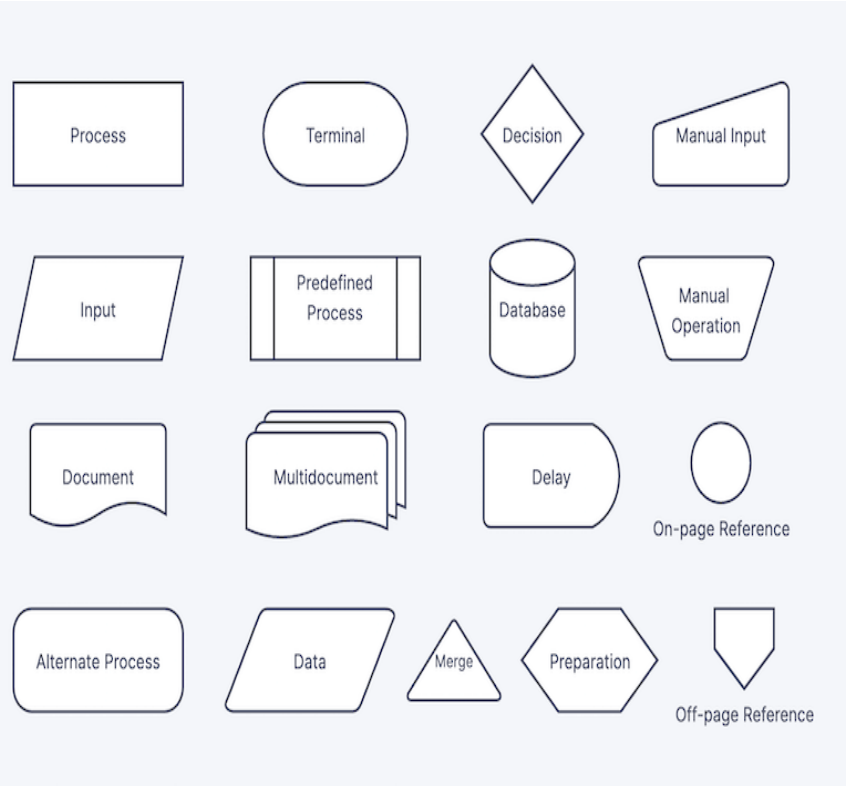 Process
Terminal
Decision
Manual Input
Input
Predefined
Process
Database
Manual
Operation
Document
Multidocument
Delay
On-page Reference
Alternate Process
Data
Merge
Preparation
Off-page Reference